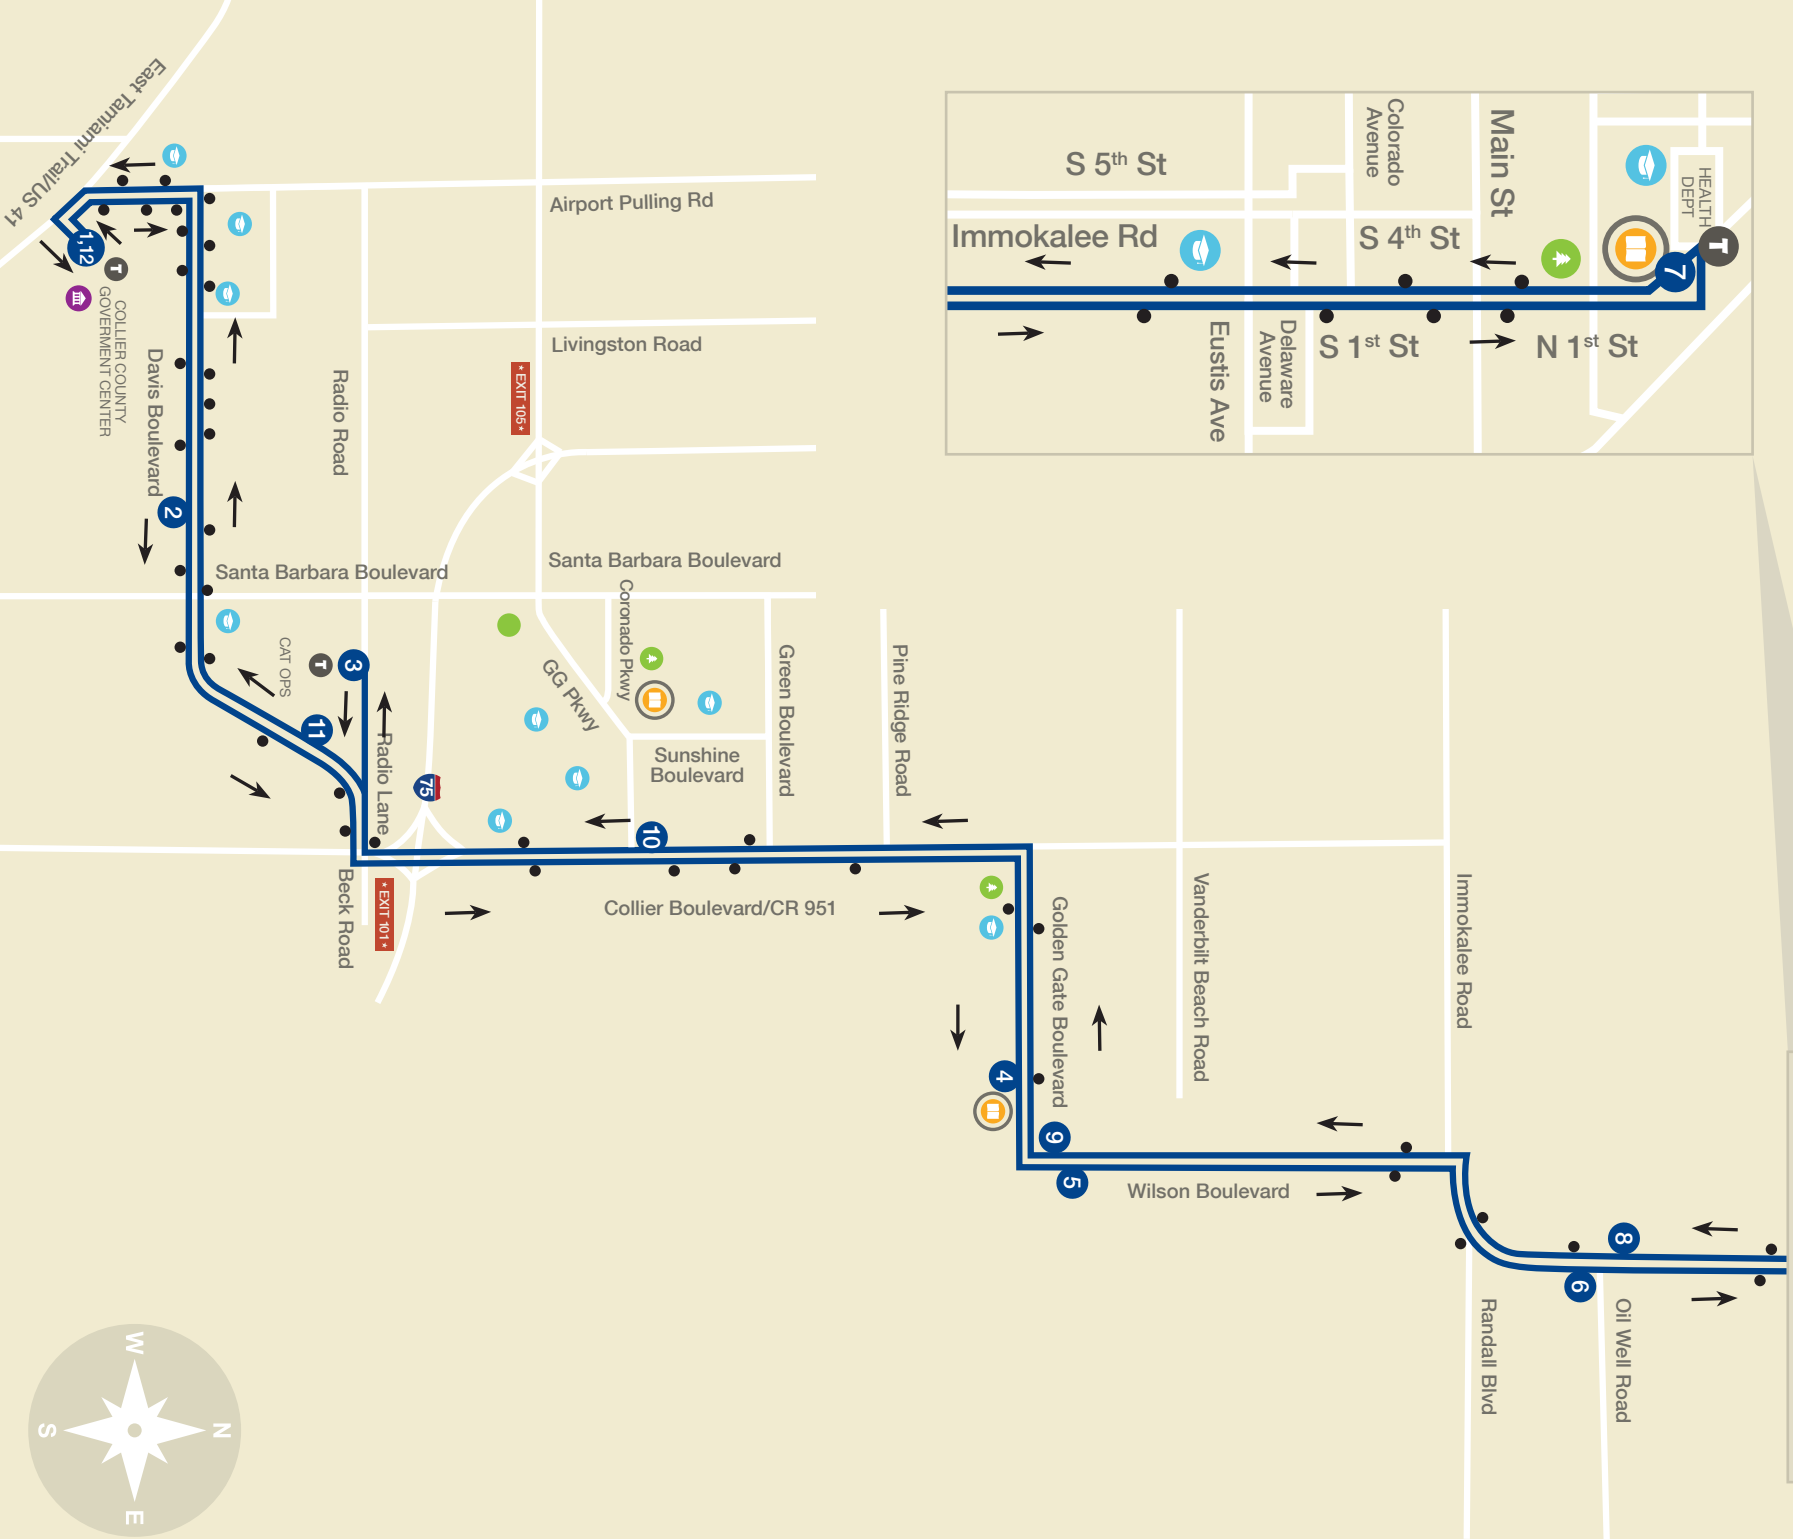 East Tamiami Trail/US 41
1,12
T
COLLIER COUNTY
GOVERMENT CENTER
Davis Boulevard
2
Radio Road
Airport Pulling Rd
Livingston Road
* EXIT 105 *
Santa Barbara Boulevard
Santa Barbara Boulevard
Coronado Pkwy
GG Pkwy
Green Boulevard
Sunshine
Boulevard
Pine Ridge Road
CAT OPS
T
3
11
Radio Lane
75
10
Beck Road
* EXIT 101 *
Collier Boulevard/CR 951
Golden Gate Boulevard
4
9
5
Vanderbilt Beach Road
Immokalee Road
Wilson Boulevard
8
6
Randall Blvd
Oil Well Road
S 5th St
Colorado
Avenue
Main St
HEALTH
DEPT
T
7
Immokalee Rd
S 4th St
Eustis Ave
Delaware
Avenue
S 1st St
N 1st St
W
N
S
E